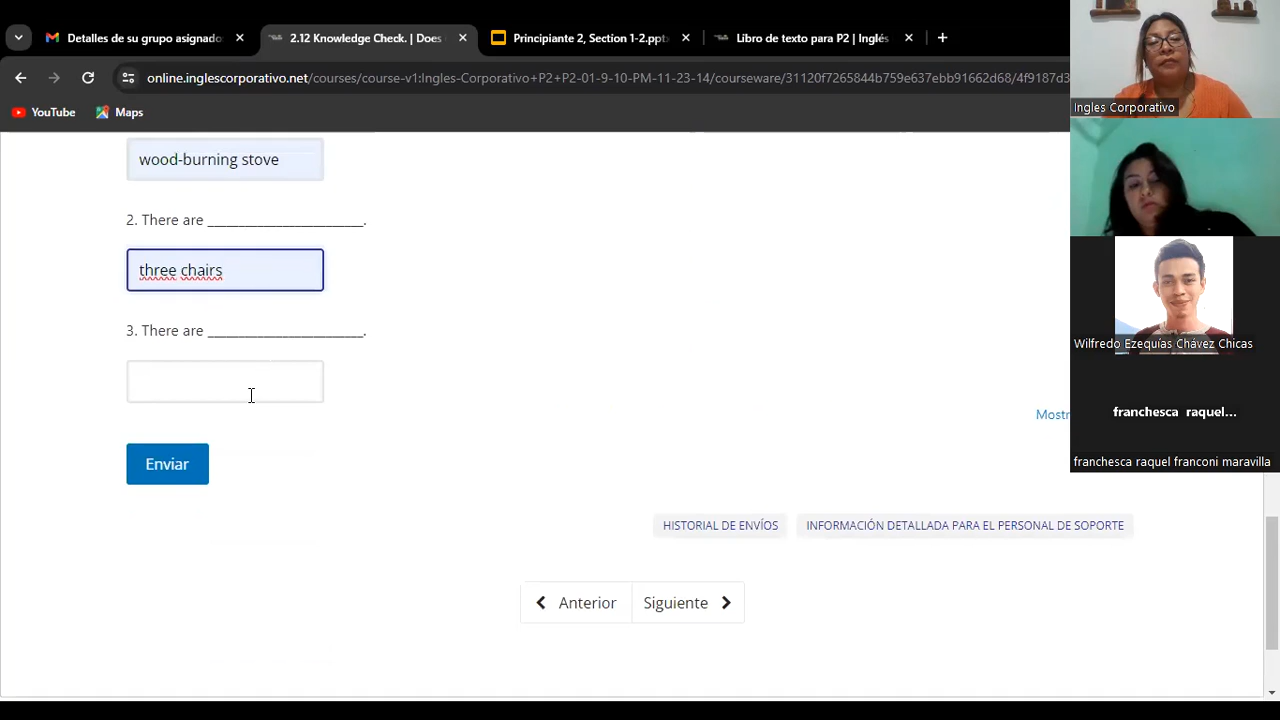 Detalles de su grupo asignado
2.12 Knowledge Check. | Does
Principiante 2, Section 1-2.ppt
Libro de texto para P2 | Inglés
online.inglescorporativo.net/courses/course-v1:Ingles-Corporativo+P2+P2-01-9-10-PM-11-23-14/courseware/31120f7265844b759e637ebb91662d68/4f9187d3
YouTube
Maps
wood-burning stove
2. There are ______________________.
three chairs
3. There are ______________________.
Mostr
Enviar
HISTORIAL DE ENVÍOS
INFORMACIÓN DETALLADA PARA EL PERSONAL DE SOPORTE
Anterior
Siguiente
Ingles Corporativo
Wilfredo Ezequías Chávez Chicas
franchesca raquel...
franchesca raquel franconi maravilla